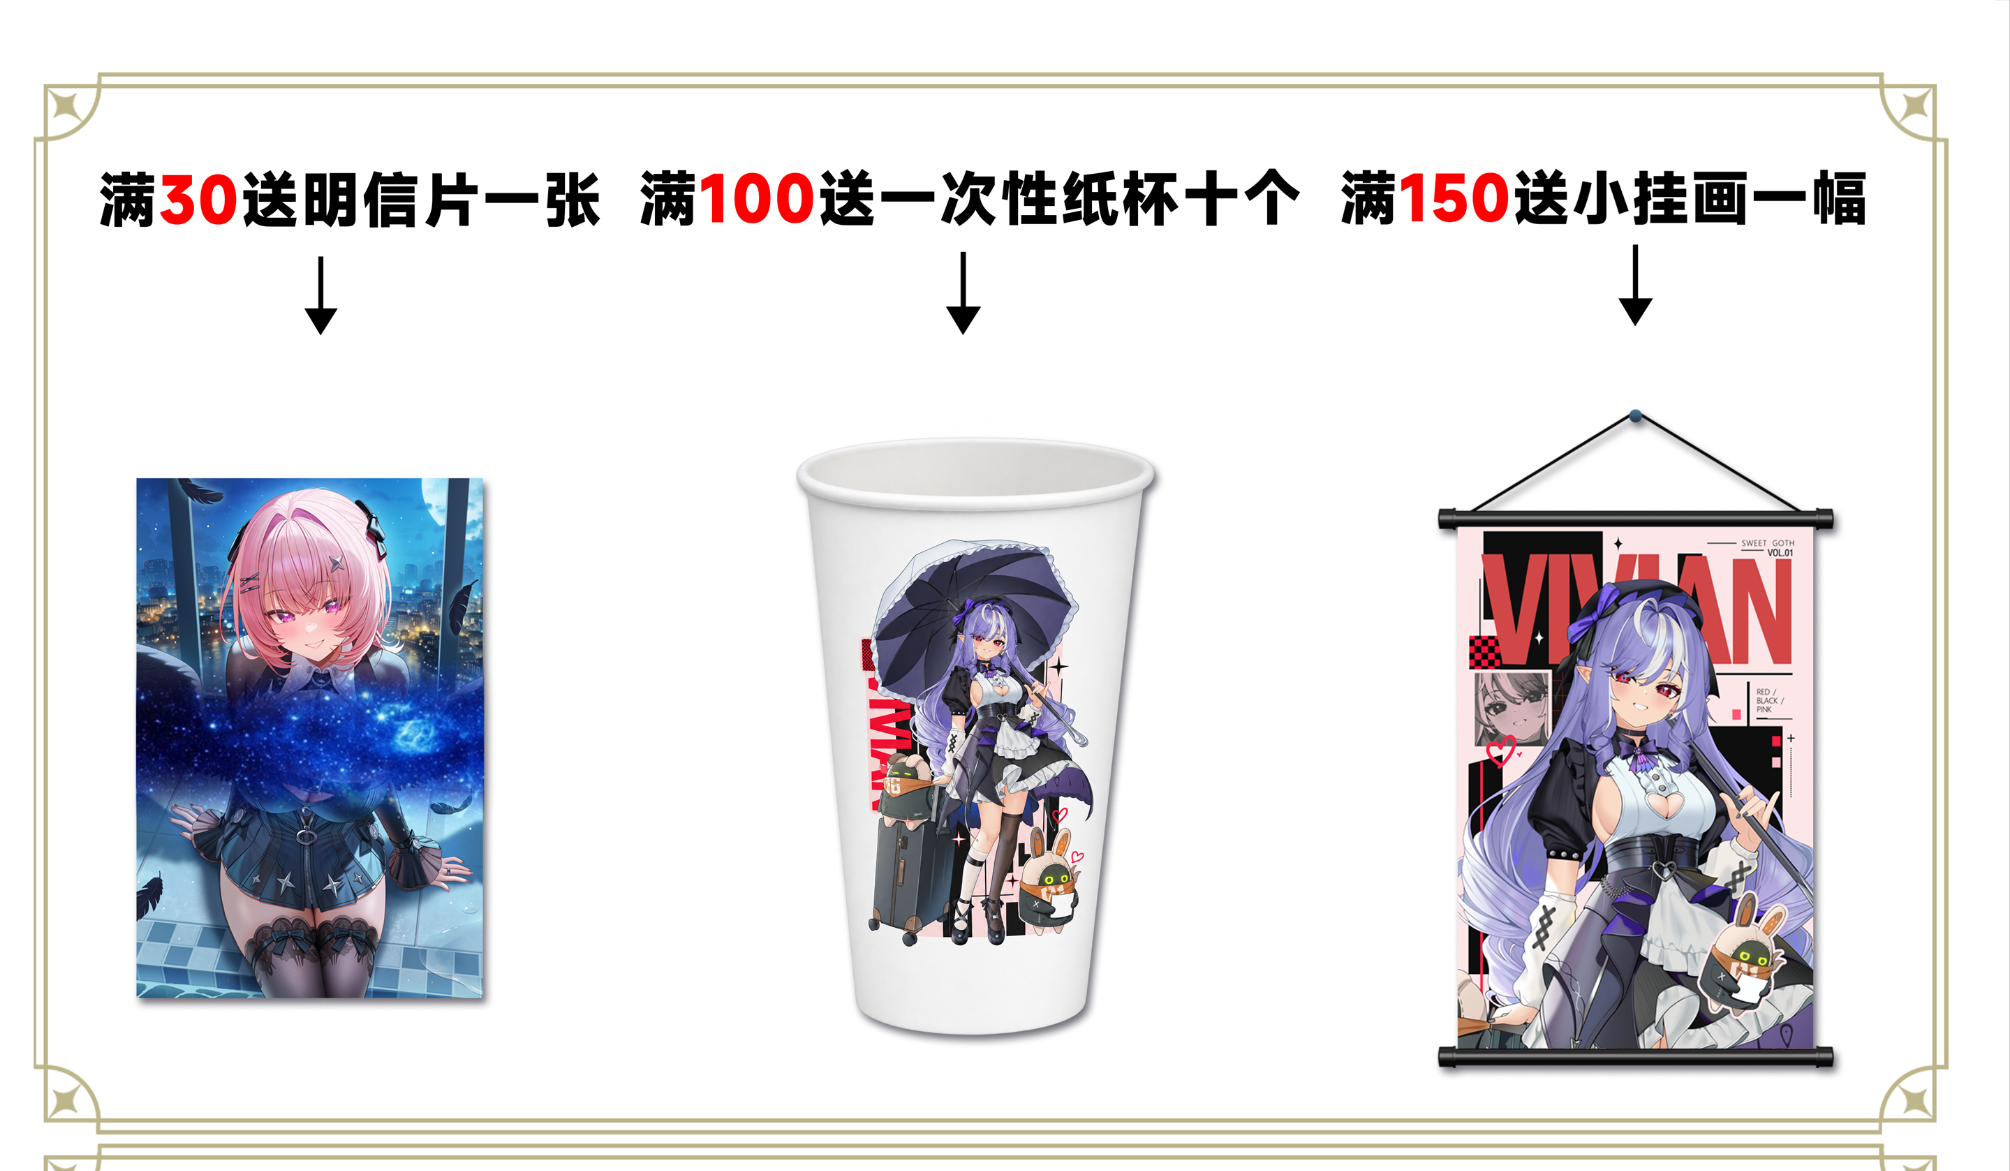 满30送明信片一张
满100送一次性纸杯十个
满150送小挂画一幅
VIVIAN
SWEET GOTH
VOL.01
VIVIAN
RED /
BLACK /
PINK